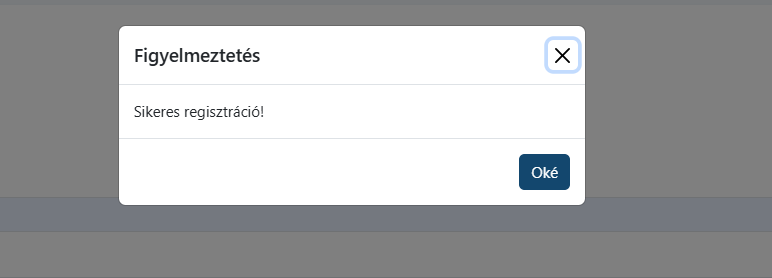 Figyelmeztetés
Sikeres regisztráció!
Oké